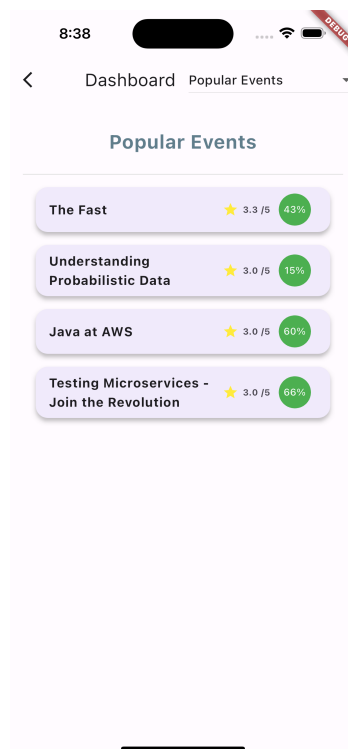 8:38
DEBUG
Dashboard Popular Events
Popular Events
The Fast 3.3 /5 43%
Understanding
Probabilistic Data 3.0 /5 15%
Java at AWS 3.0 /5 60%
Testing Microservices -
Join the Revolution 3.0 /5 66%